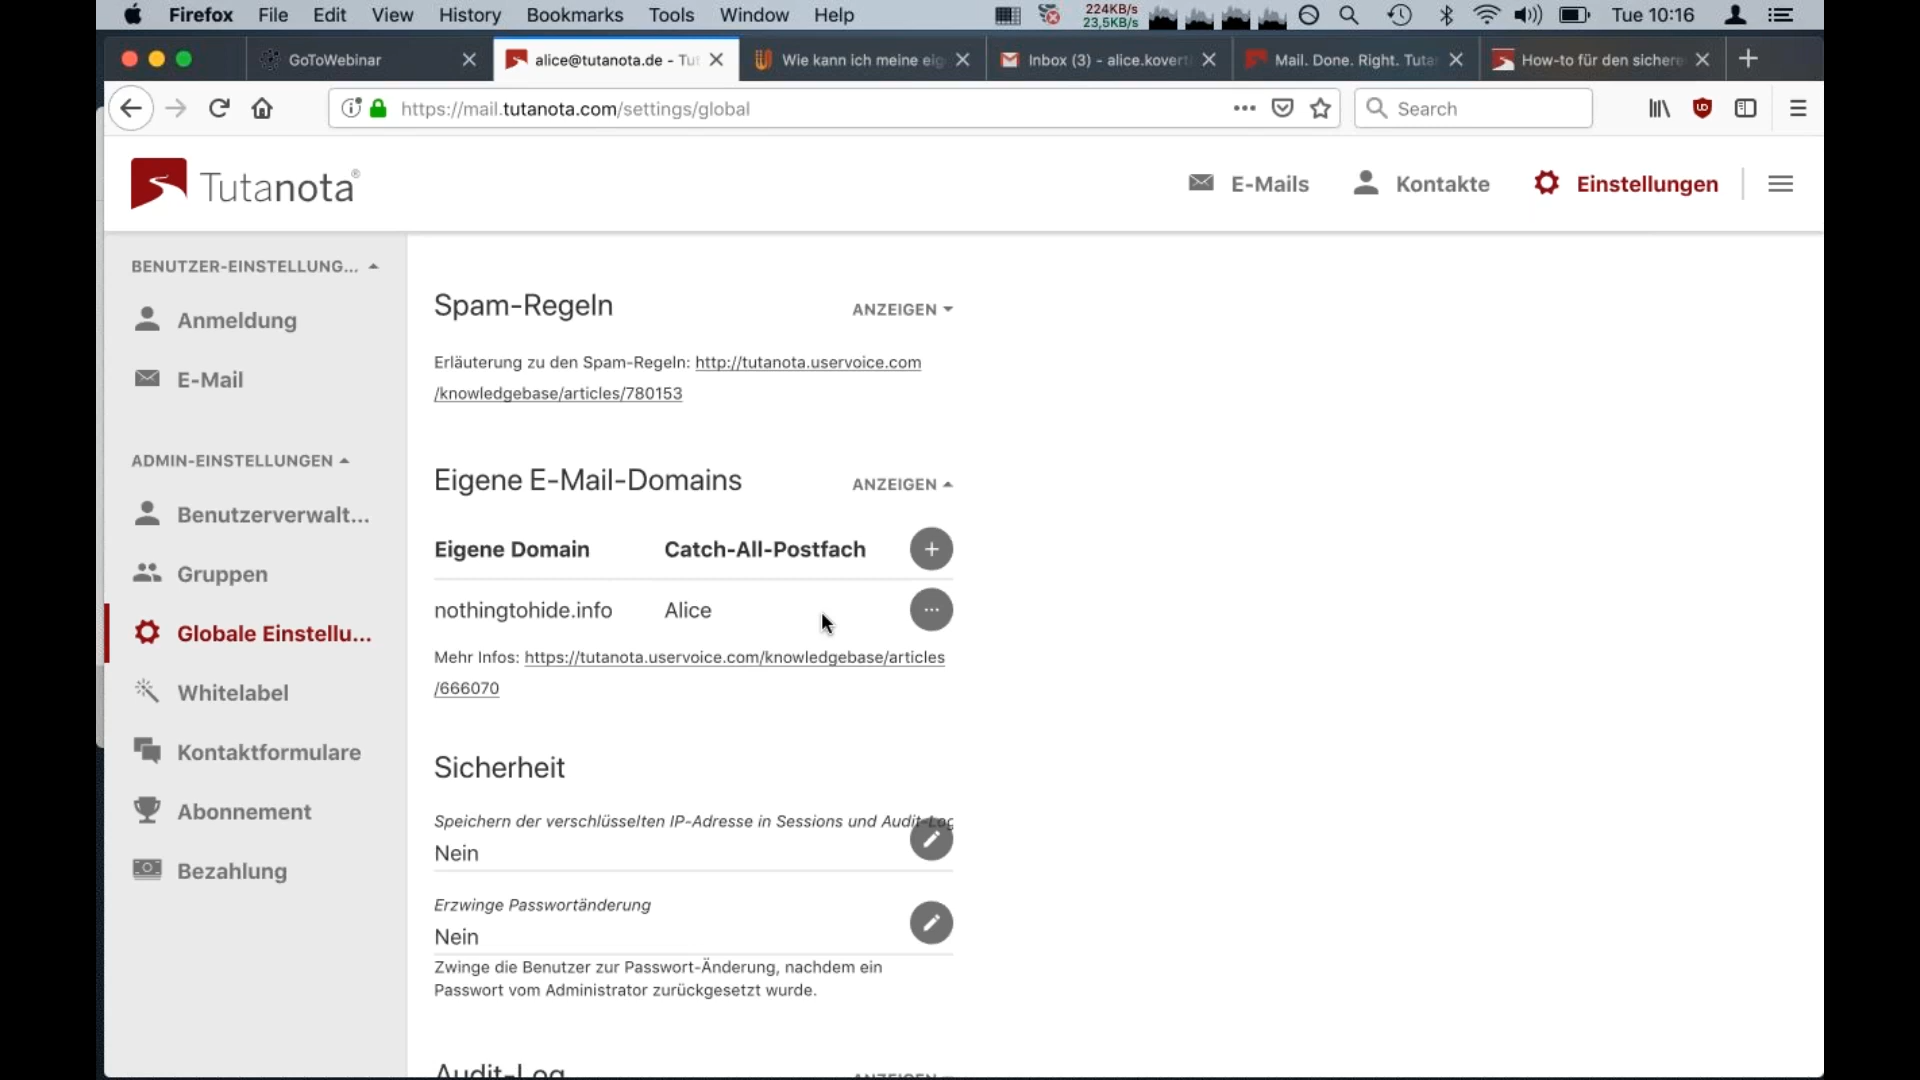 Firefox File Edit View History Bookmarks Tools Window Help 224KB/s Tue 10:16
23,5KB/s
GoToWebinar alice@tutanota.de - Tut Wie kann ich meine eig Inbox (3) - alice.kovert Mail. Done. Right. Tuta How-to für den sichere
https://mail.tutanota.com/settings/global Search
Tutanota® E-Mails Kontakte Einstellungen
BENUTZER-EINSTELLUNG...
Anmeldung
E-Mail
ADMIN-EINSTELLUNGEN
Benutzerverwalt...
Gruppen
Globale Einstellu...
Whitelabel
Kontaktformulare
Abonnement
Bezahlung
Spam-Regeln ANZEIGEN
Erläuterung zu den Spam-Regeln: http://tutanota.uservoice.com
/knowledgebase/articles/780153
Eigene E-Mail-Domains ANZEIGEN
Eigene Domain Catch-All-Postfach
nothingtohide.info Alice
Mehr Infos: https://tutanota.uservoice.com/knowledgebase/articles
/666070
Sicherheit
Speichern der verschlüsselten IP-Adresse in Sessions und Audit-Log
Nein
Erzwinge Passwortänderung
Nein
Zwinge die Benutzer zur Passwort-Änderung, nachdem ein
Passwort vom Administrator zurückgesetzt wurde.
Audit-Log ANZEIGEN